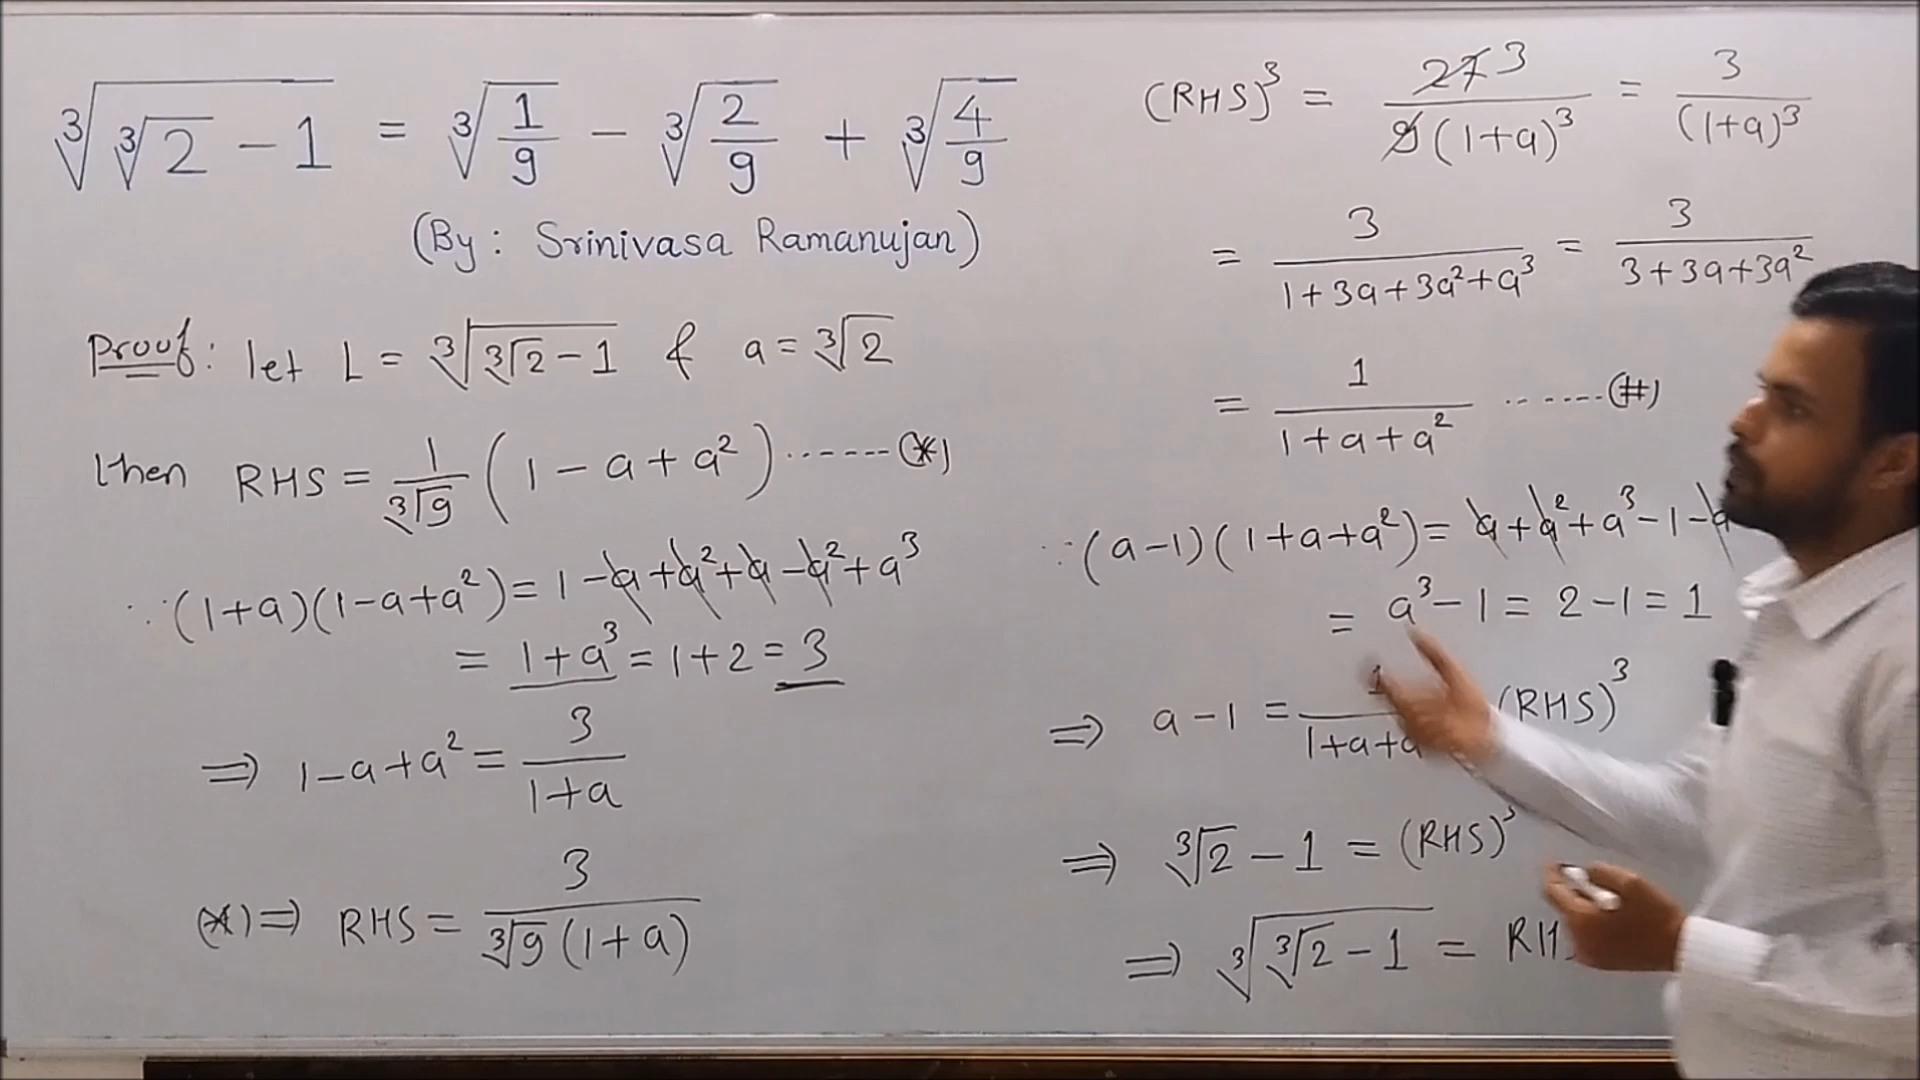 ∛(∛2 - 1) = ∛(1/9) - ∛(2/9) + ∛(4/9)
(By: Srinivasa Ramanujan)
Proof: let L = ∛(∛2 - 1) & a = ∛2
then RHS = 1/∛9 (1 - a + a²) ...... (*)
∵ (1+a)(1-a+a²) = 1 - a + a² + a - a² + a³
= 1+a³ = 1+2 = 3
⇒ 1-a+a² = 3/(1+a)
(*) ⇒ RHS = 3/(∛9 (1+a))
(RHS)³ = 27 3/(9(1+a)³) = 3/(1+a)³
= 3/(1+3a+3a²+a³) = 3/(3+3a+3a²)
= 1/(1+a+a²) ...... (#)
∵ (a-1)(1+a+a²) = a + a² + a³ - 1 - a
= a³ - 1 = 2 - 1 = 1
⇒ a - 1 = 1/(1+a+a (RHS)³
⇒ ∛2 - 1 = (RHS)³
⇒ ∛(∛2 - 1) =